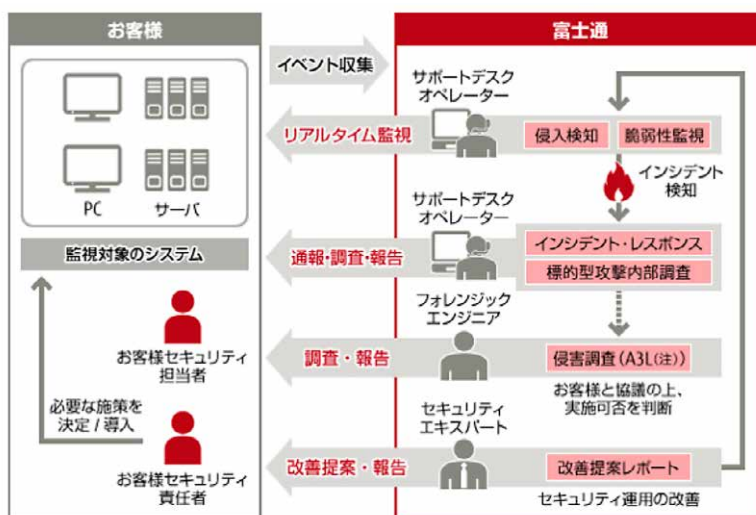 お客様
富士通
イベント収集
サポートデスク
オペレーター
リアルタイム監視
侵入検知
脆弱性監視
インシデント
検知
PC
サーバ
監視対象のシステム
サポートデスク
オペレーター
通報・調査・報告
インシデント・レスポンス
標的型攻撃内部調査
フォレンジック
エンジニア
お客様セキュリティ
担当者
調査・報告
侵害調査(A3L(注))
お客様と協議の上、
実施可否を判断
必要な施策を
決定/導入
セキュリティ
エキスパート
お客様セキュリティ
責任者
改善提案・報告
改善提案レポート
セキュリティ運用の改善